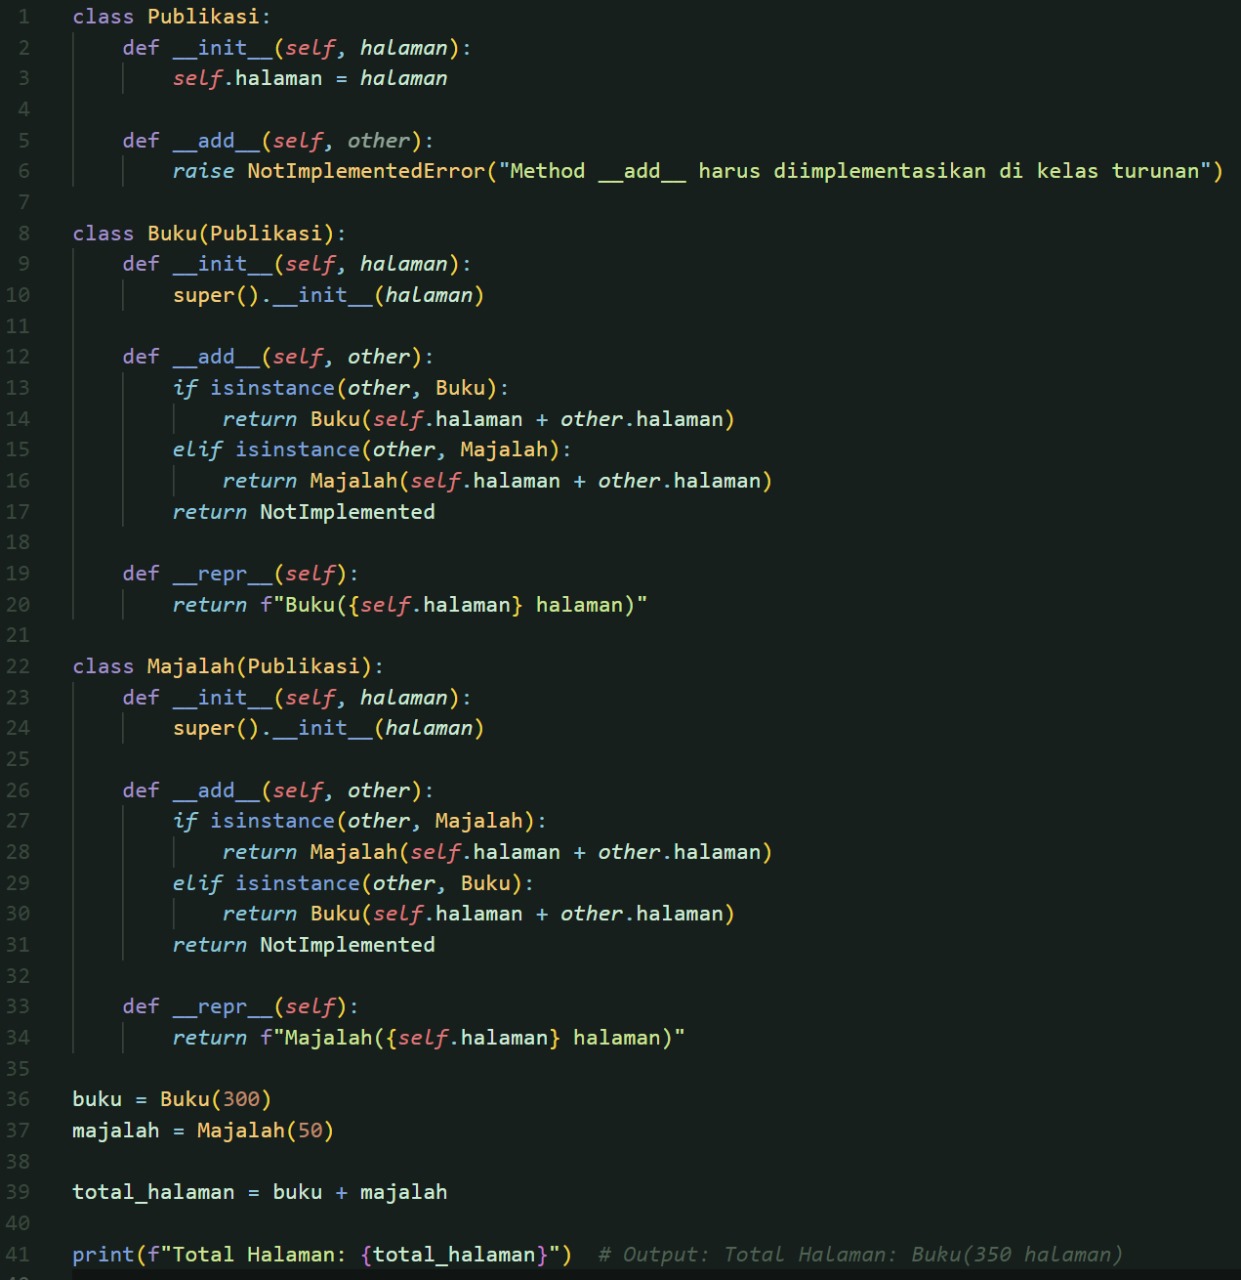 1 class Publikasi:
2     def __init__(self, halaman):
3         self.halaman = halaman
4
5     def __add__(self, other):
6         raise NotImplementedError("Method __add__ harus diimplementasikan di kelas turunan")
7
8 class Buku(Publikasi):
9     def __init__(self, halaman):
10         super().__init__(halaman)
11
12     def __add__(self, other):
13         if isinstance(other, Buku):
14             return Buku(self.halaman + other.halaman)
15         elif isinstance(other, Majalah):
16             return Majalah(self.halaman + other.halaman)
17         return NotImplemented
18
19     def __repr__(self):
20         return f"Buku({self.halaman} halaman)"
21
22 class Majalah(Publikasi):
23     def __init__(self, halaman):
24         super().__init__(halaman)
25
26     def __add__(self, other):
27         if isinstance(other, Majalah):
28             return Majalah(self.halaman + other.halaman)
29         elif isinstance(other, Buku):
30             return Buku(self.halaman + other.halaman)
31         return NotImplemented
32
33     def __repr__(self):
34         return f"Majalah({self.halaman} halaman)"
35
36 buku = Buku(300)
37 majalah = Majalah(50)
38
39 total_halaman = buku + majalah
40
41 print(f"Total Halaman: {total_halaman}")  # Output: Total Halaman: Buku(350 halaman)